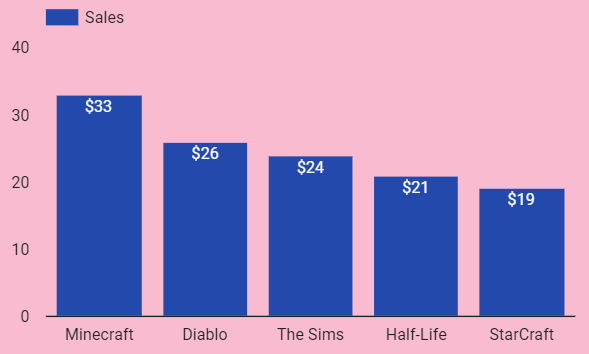 Sales
40
30
20
10
0
$33
$26
$24
$21
$19
Minecraft
Diablo
The Sims
Half-Life
StarCraft